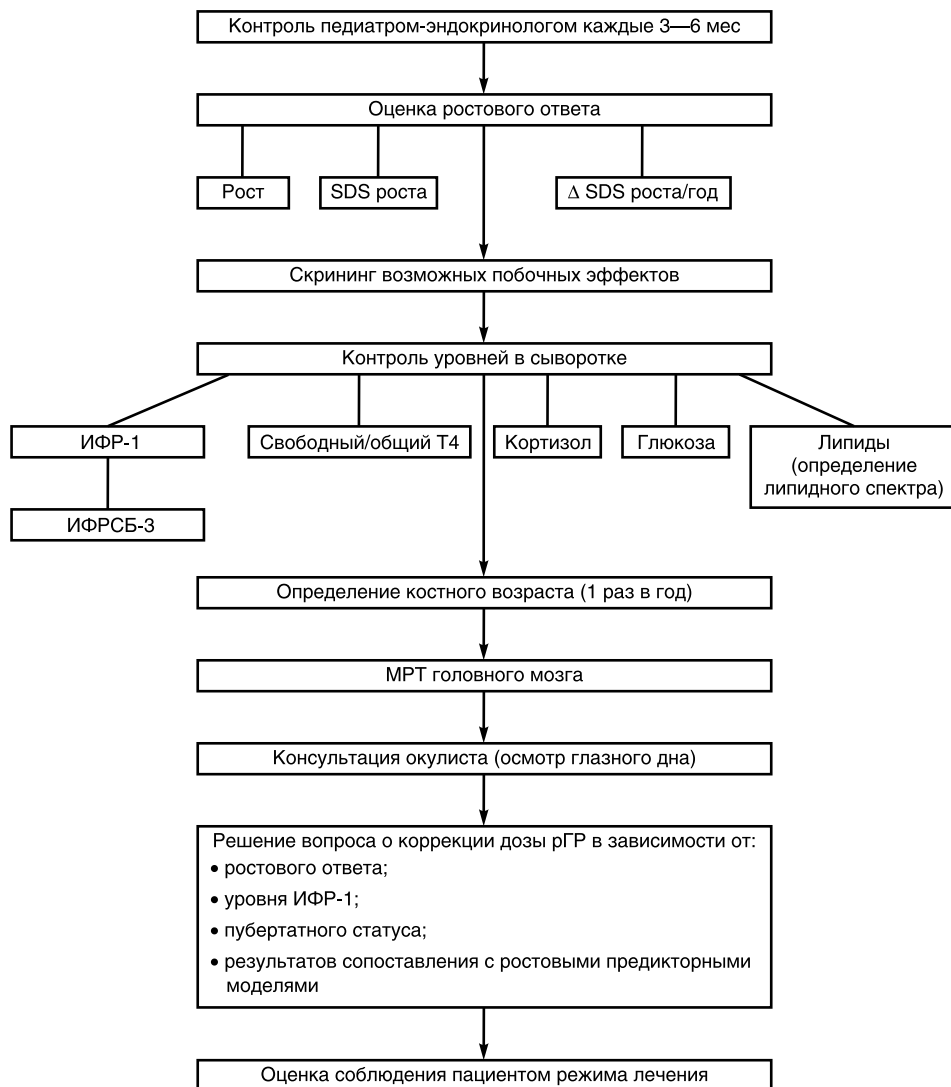 Контроль педиатром-эндокринологом каждые 3—6 мес
Оценка ростового ответа
Рост
SDS роста
Δ SDS роста/год
Скрининг возможных побочных эффектов
Контроль уровней в сыворотке
ИФР-1
Свободный/общий Т4
Кортизол
Глюкоза
Липиды
(определение
липидного спектра)
ИФРСБ-3
Определение костного возраста (1 раз в год)
МРТ головного мозга
Консультация окулиста (осмотр глазного дна)
Решение вопроса о коррекции дозы рГР в зависимости от:
• ростового ответа;
• уровня ИФР-1;
• пубертатного статуса;
• результатов сопоставления с ростовыми предикторными
моделями
Оценка соблюдения пациентом режима лечения